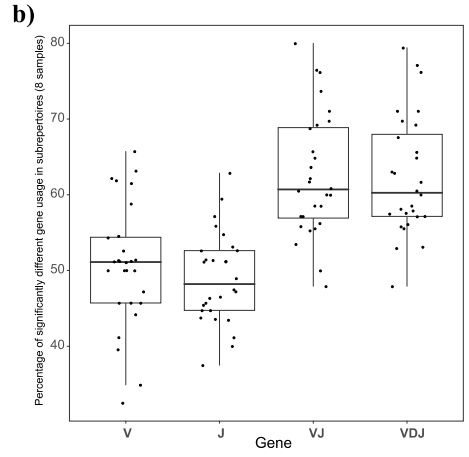 b)
Percentage of significantly different gene usage in subrepertoires (8 samples)
80
70
60
50
40
V J VJ VDJ
Gene